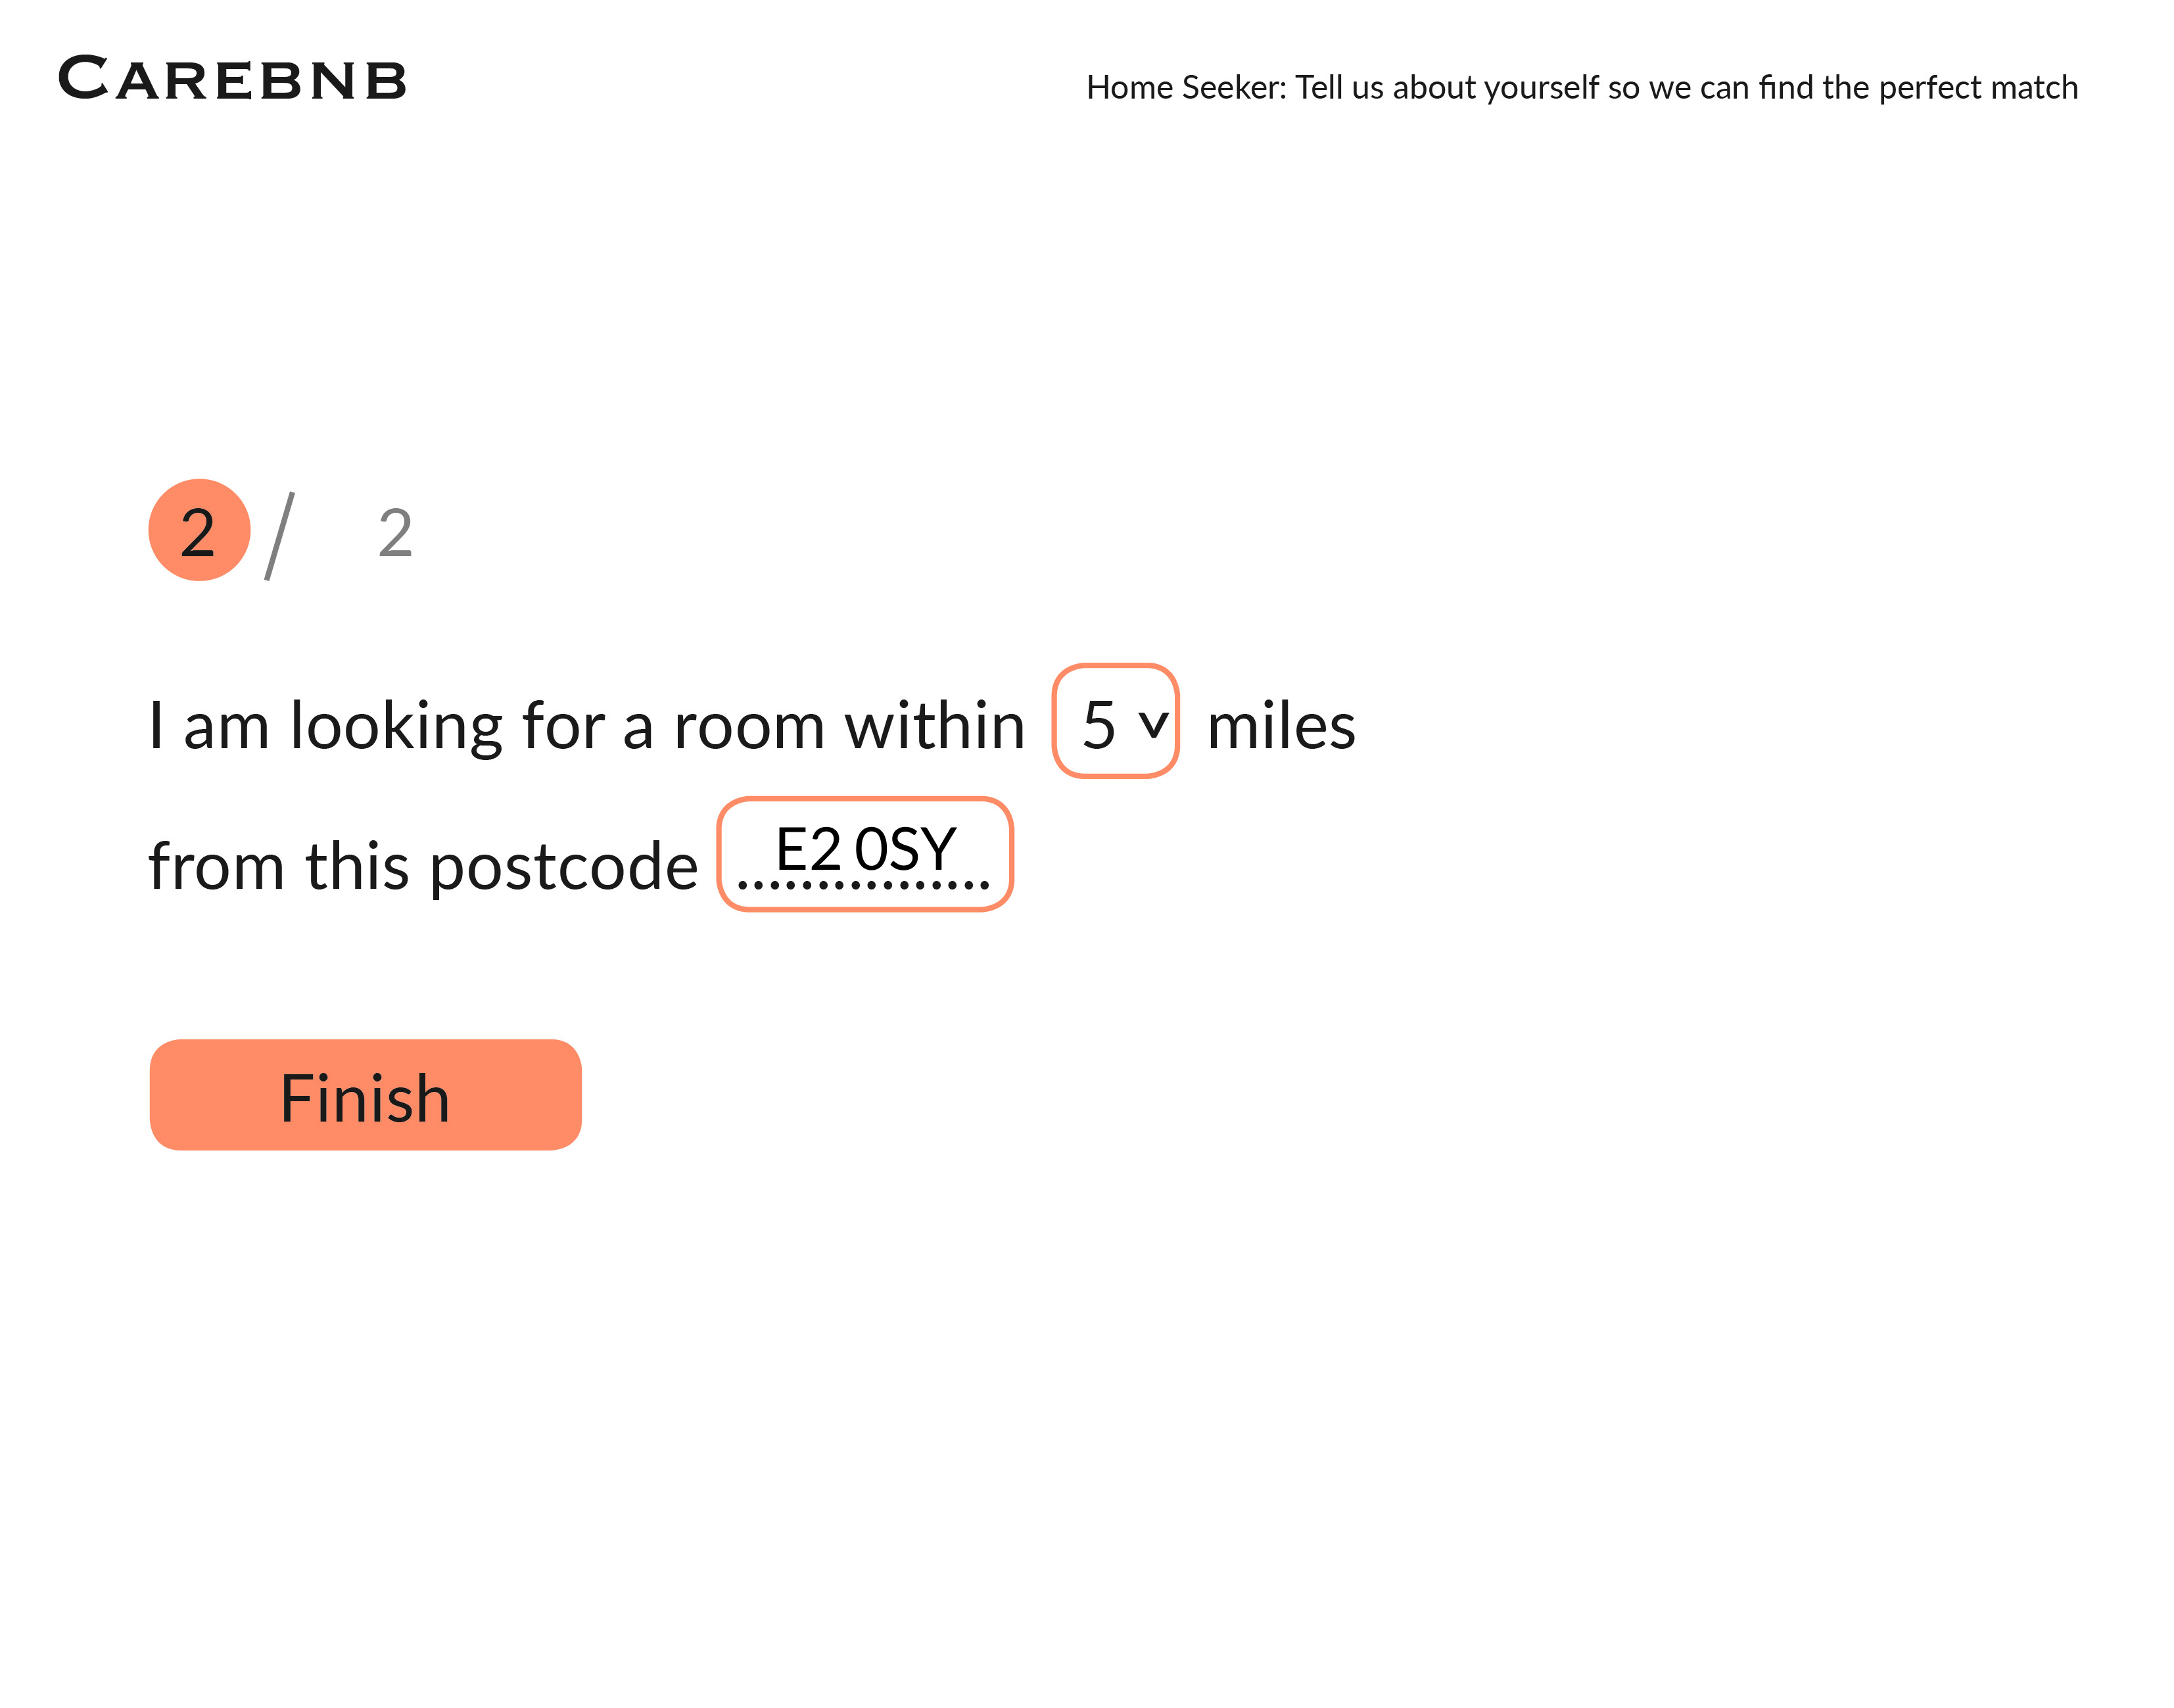 CAREBNB
Home Seeker: Tell us about yourself so we can find the perfect match
2 / 2
I am looking for a room within 5 v miles
from this postcode E2 0SY
Finish